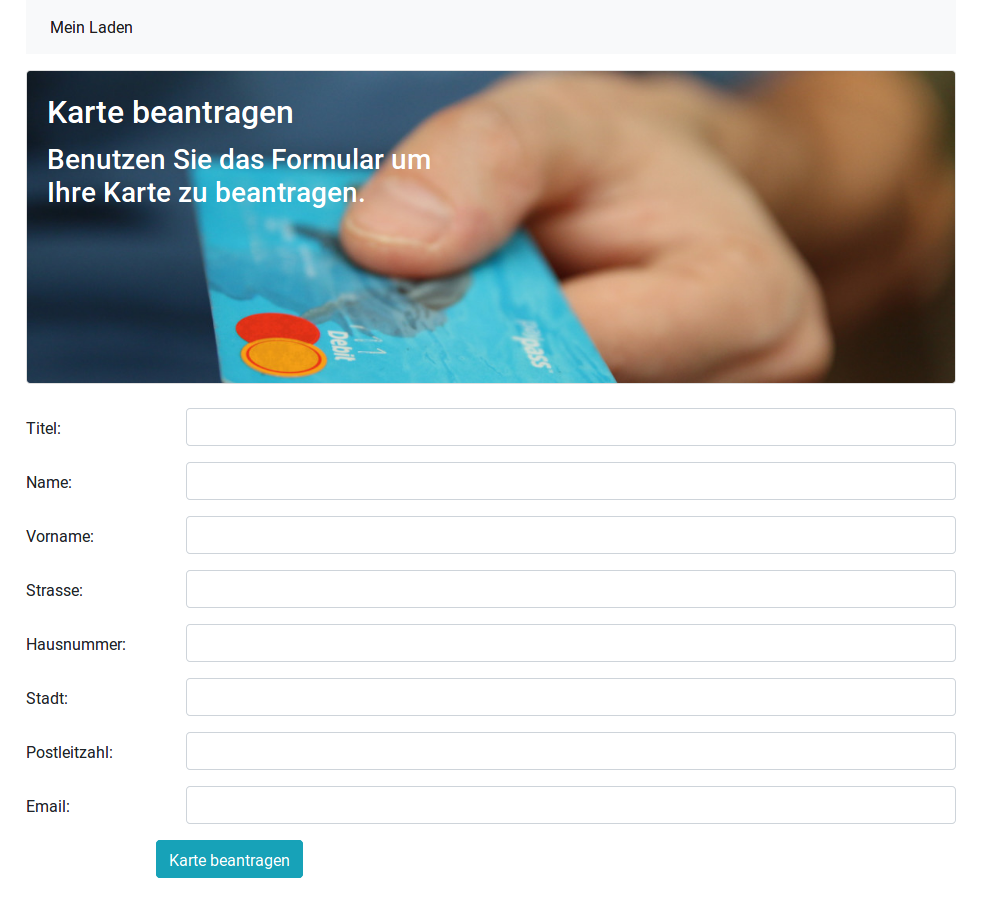 Mein Laden
Karte beantragen
Benutzen Sie das Formular um
Ihre Karte zu beantragen.
Debit
paypass
Titel:
Name:
Vorname:
Strasse:
Hausnummer:
Stadt:
Postleitzahl:
Email:
Karte beantragen